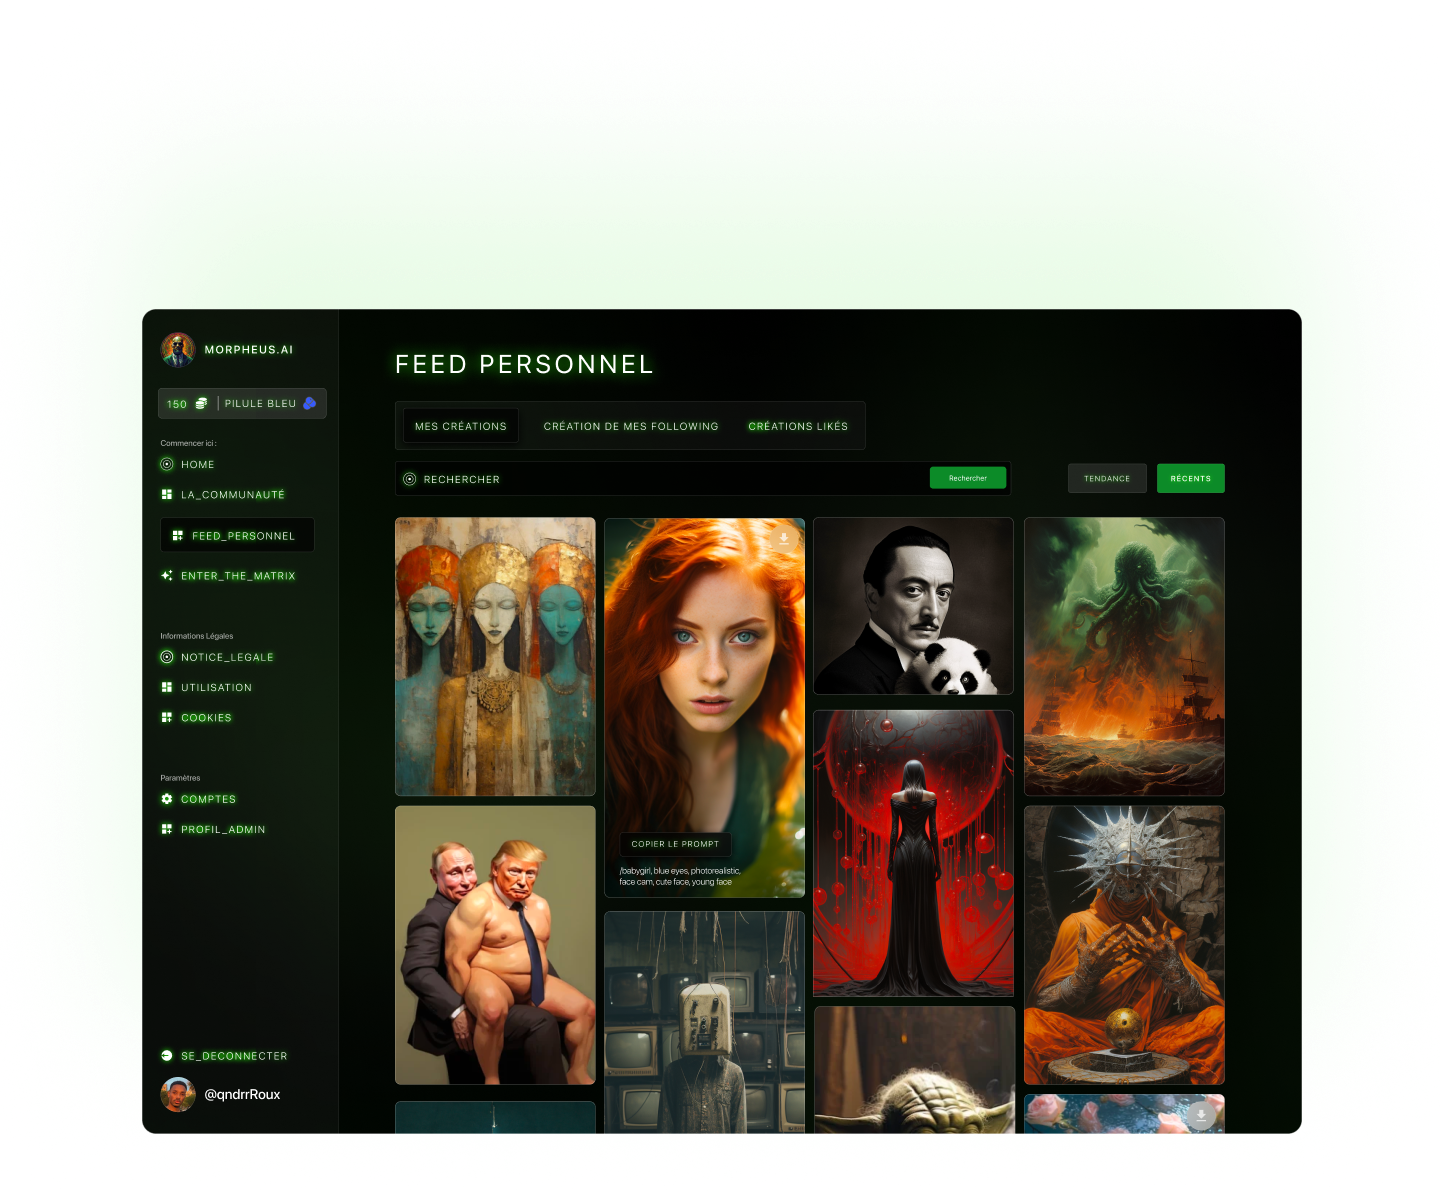 MORPHEUS.AI
150 | PILULE BLEU
Commencer ici :
HOME
LA_COMMUNAUTÉ
FEED_PERSONNEL
ENTER_THE_MATRIX
Informations Légales
NOTICE_LEGALE
UTILISATION
COOKIES
Paramètres
COMPTES
PROFIL_ADMIN
SE_DECONNECTER
@qndrrRoux
FEED PERSONNEL
MES CRÉATIONS
CRÉATION DE MES FOLLOWING
CRÉATIONS LIKÉS
RECHERCHER
Rechercher
TENDANCE
RÉCENTS
COPIER LE PROMPT
/babygirl, blue eyes, photorealistic,
face cam, cute face, young face